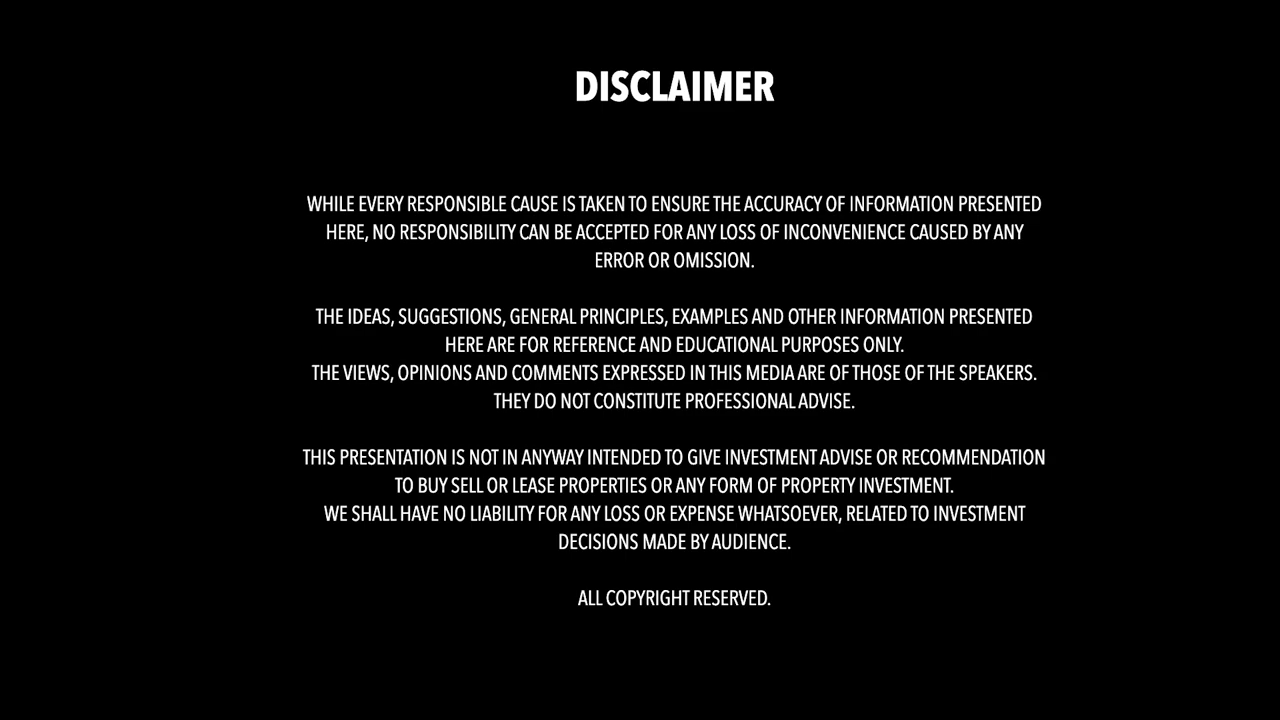 DISCLAIMER
WHILE EVERY RESPONSIBLE CAUSE IS TAKEN TO ENSURE THE ACCURACY OF INFORMATION PRESENTED
HERE, NO RESPONSIBILITY CAN BE ACCEPTED FOR ANY LOSS OF INCONVENIENCE CAUSED BY ANY
ERROR OR OMISSION.
THE IDEAS, SUGGESTIONS, GENERAL PRINCIPLES, EXAMPLES AND OTHER INFORMATION PRESENTED
HERE ARE FOR REFERENCE AND EDUCATIONAL PURPOSES ONLY.
THE VIEWS, OPINIONS AND COMMENTS EXPRESSED IN THIS MEDIA ARE OF THOSE OF THE SPEAKERS.
THEY DO NOT CONSTITUTE PROFESSIONAL ADVISE.
THIS PRESENTATION IS NOT IN ANYWAY INTENDED TO GIVE INVESTMENT ADVISE OR RECOMMENDATION
TO BUY SELL OR LEASE PROPERTIES OR ANY FORM OF PROPERTY INVESTMENT.
WE SHALL HAVE NO LIABILITY FOR ANY LOSS OR EXPENSE WHATSOEVER, RELATED TO INVESTMENT
DECISIONS MADE BY AUDIENCE.
ALL COPYRIGHT RESERVED.